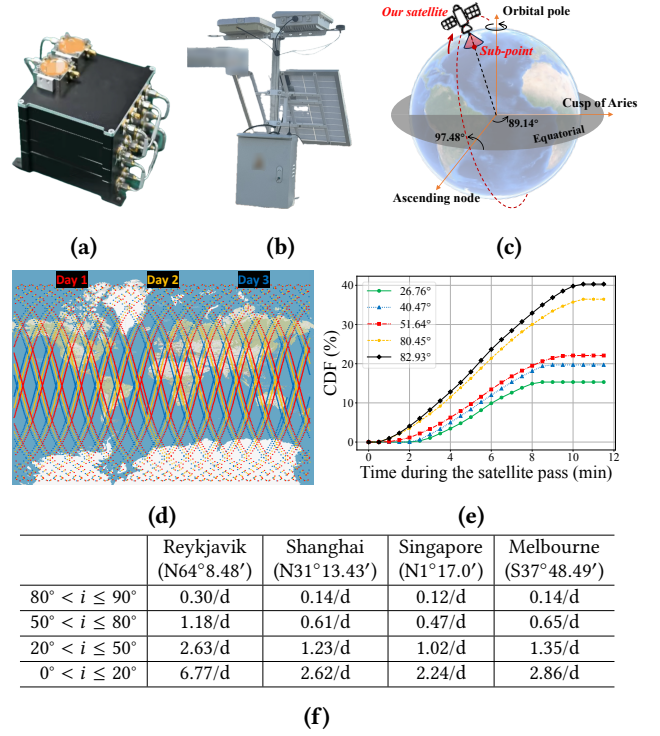 Our satellite
Orbital pole
Sub-point
Cusp of Aries
89.14°
Equatorial
97.48°
Ascending node
(a)
(b)
(c)
Day 1
Day 2
Day 3
CDF (%)
40
30
20
10
0
26.76°
40.47°
51.64°
80.45°
82.93°
0 2 4 6 8 10 12
Time during the satellite pass (min)
(d)
(e)
Reykjavik Shanghai Singapore Melbourne
(N64°8.48′) (N31°13.43′) (N1°17.0′) (S37°48.49′)
80° < i ≤ 90° 0.30/d 0.14/d 0.12/d 0.14/d
50° < i ≤ 80° 1.18/d 0.61/d 0.47/d 0.65/d
20° < i ≤ 50° 2.63/d 1.23/d 1.02/d 1.35/d
0° < i ≤ 20° 6.77/d 2.62/d 2.24/d 2.86/d
(f)